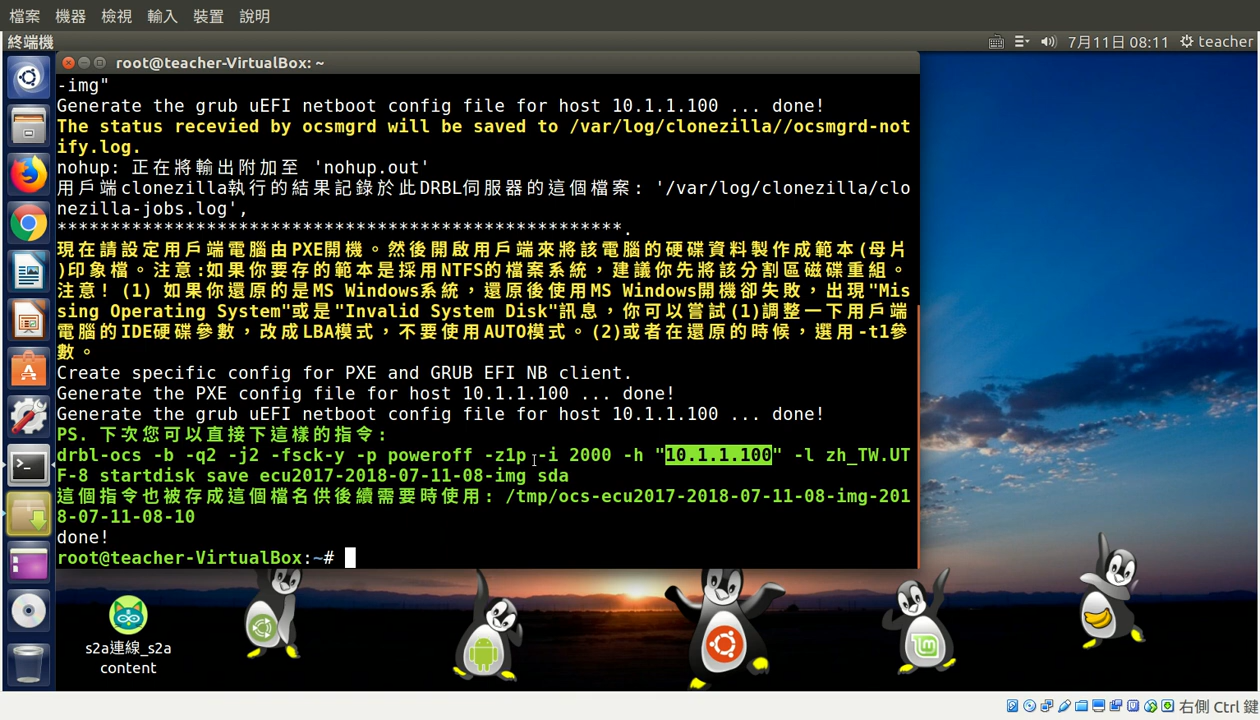 檔案 機器 檢視 輸入 裝置 說明
終端機 7月11日 08:11 teacher
root@teacher-VirtualBox: ~
-img"
Generate the grub uEFI netboot config file for host 10.1.1.100 ... done!
The status recevied by ocsmgrd will be saved to /var/log/clonezilla//ocsmgrd-not
ify.log.
nohup: 正在將輸出附加至 'nohup.out'
用戶端clonezilla執行的結果記錄於此DRBL伺服器的這個檔案: '/var/log/clonezilla/clo
nezilla-jobs.log',
*****************************************************.
現在請設定用戶端電腦由PXE開機。然後開啟用戶端來將該電腦的硬碟資料製作成範本(母片
)印象檔。注意:如果你要存的範本是採用NTFS的檔案系統，建議你先將該分割區磁碟重組。
注意! (1) 如果你還原的是MS Windows系統，還原後使用MS Windows開機卻失敗，出現"Mis
sing Operating System"或是"Invalid System Disk"訊息，你可以嘗試(1)調整一下用戶端
電腦的IDE硬碟參數，改成LBA模式，不要使用AUTO模式。(2)或者在還原的時候，選用-t1參
數。
Create specific config for PXE and GRUB EFI NB client.
Generate the PXE config file for host 10.1.1.100 ... done!
Generate the grub uEFI netboot config file for host 10.1.1.100 ... done!
PS. 下次您可以直接下這樣的指令:
drbl-ocs -b -q2 -j2 -fsck-y -p poweroff -z1p -i 2000 -h "10.1.1.100" -l zh_TW.UT
F-8 startdisk save ecu2017-2018-07-11-08-img sda
這個指令也被存成這個檔名供後續需要時使用: /tmp/ocs-ecu2017-2018-07-11-08-img-201
8-07-11-08-10
done!
root@teacher-VirtualBox:~#
s2a連線_s2a
content
右側 Ctrl 鍵